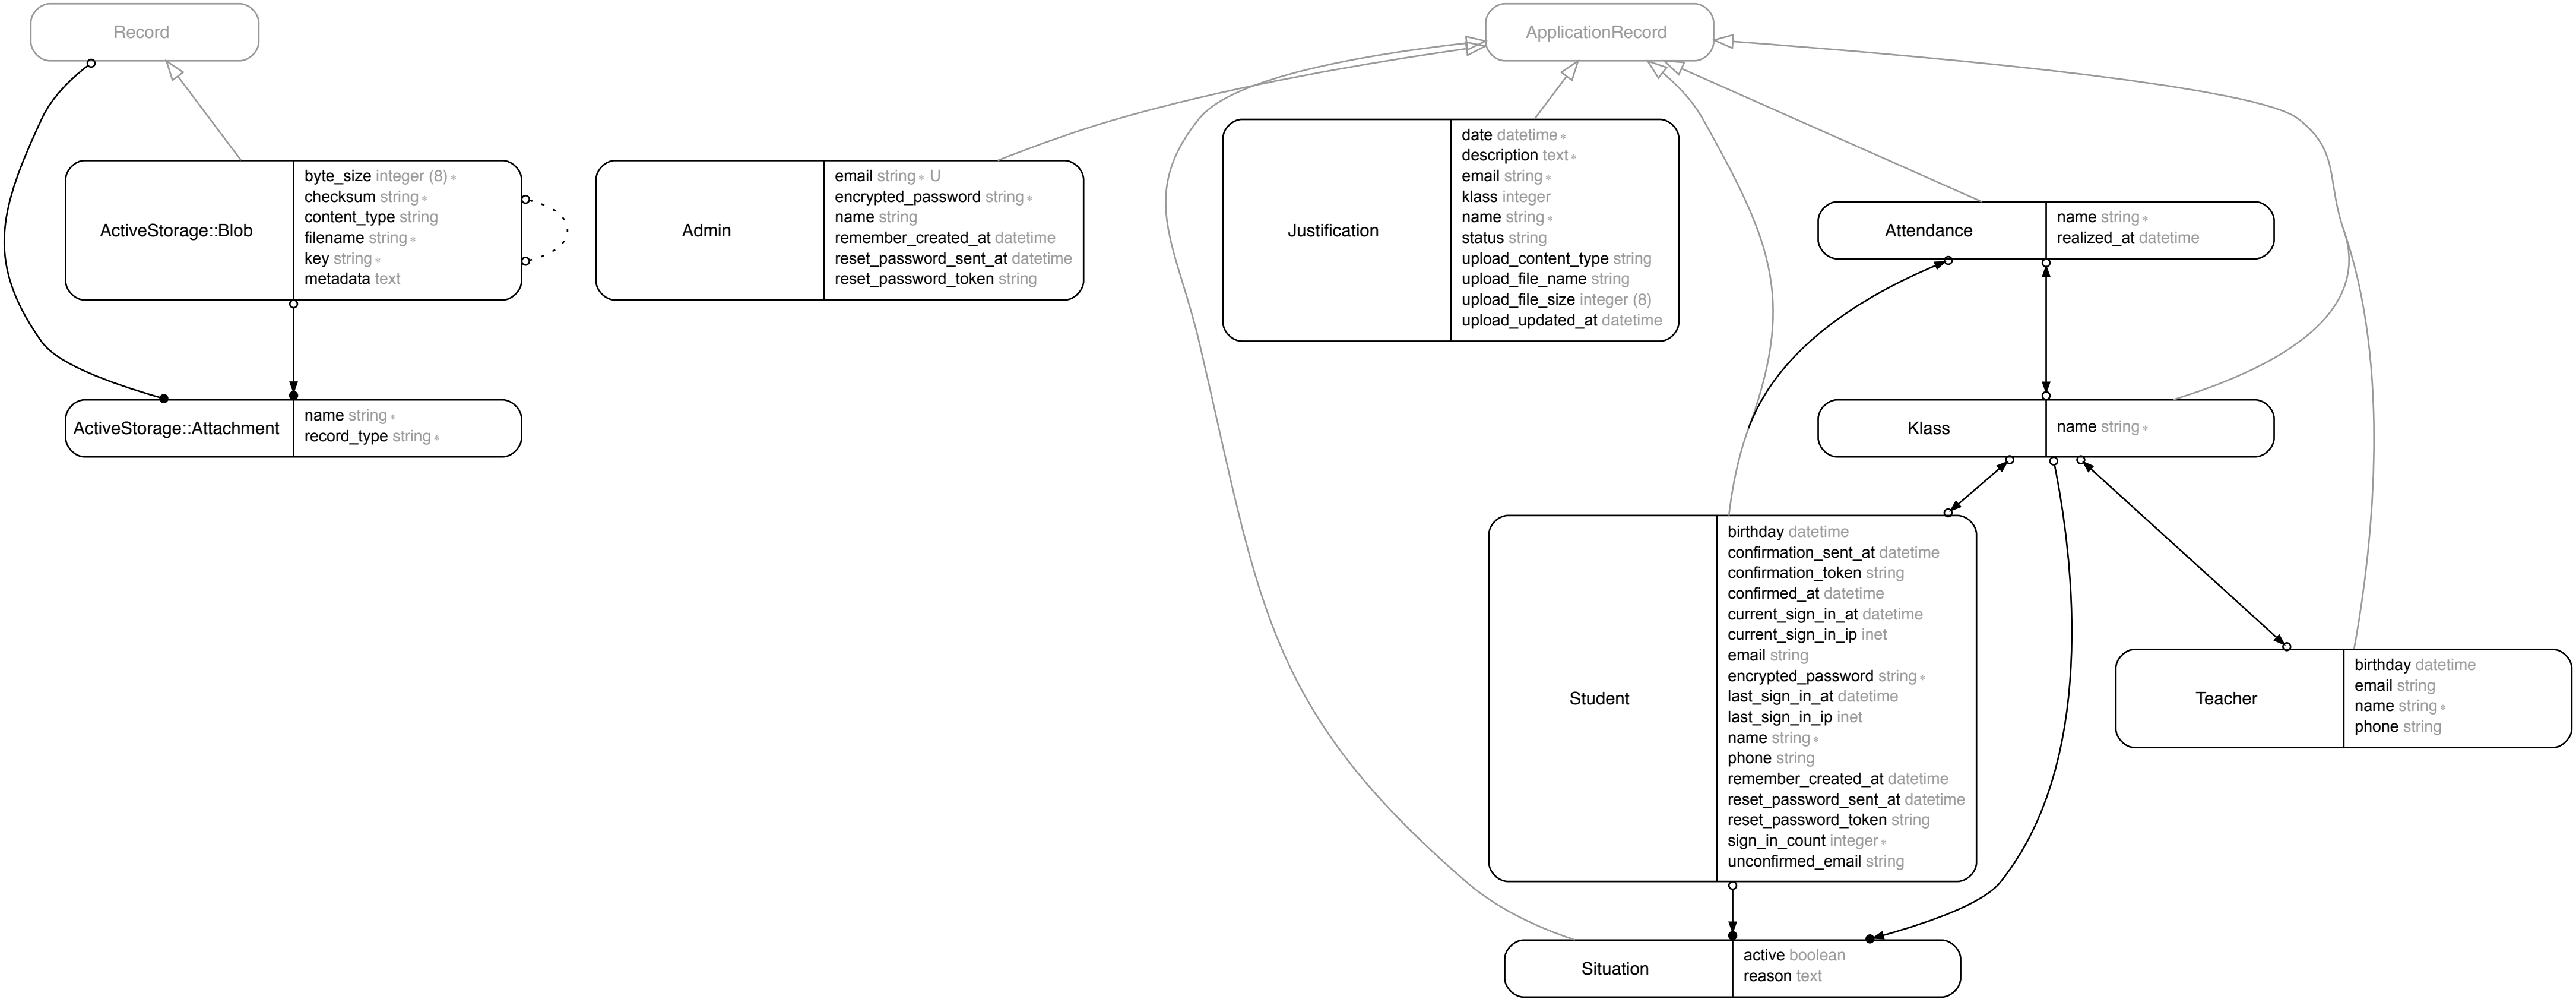 Record
ApplicationRecord
ActiveStorage::Blob
byte_size integer (8) *
checksum string *
content_type string
filename string *
key string *
metadata text
Admin
email string * U
encrypted_password string *
name string
remember_created_at datetime
reset_password_sent_at datetime
reset_password_token string
Justification
date datetime *
description text *
email string *
klass integer
name string *
status string
upload_content_type string
upload_file_name string
upload_file_size integer (8)
upload_updated_at datetime
Attendance
name string *
realized_at datetime
ActiveStorage::Attachment
name string *
record_type string *
Klass
name string *
Student
birthday datetime
confirmation_sent_at datetime
confirmation_token string
confirmed_at datetime
current_sign_in_at datetime
current_sign_in_ip inet
email string
encrypted_password string *
last_sign_in_at datetime
last_sign_in_ip inet
name string *
phone string
remember_created_at datetime
reset_password_sent_at datetime
reset_password_token string
sign_in_count integer *
unconfirmed_email string
Teacher
birthday datetime
email string
name string *
phone string
Situation
active boolean
reason text